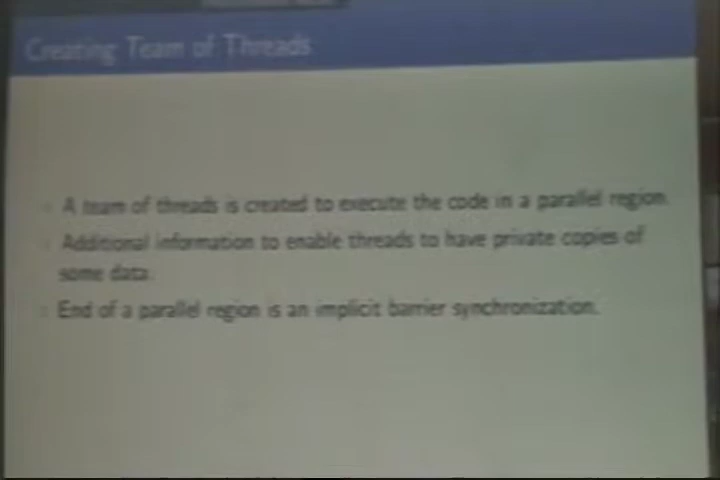 Creating Team of Threads
A team of threads is created to execute the code in a parallel region.
Additional information to enable threads to have private copies of
some data.
End of a parallel region is an implicit barrier synchronization.